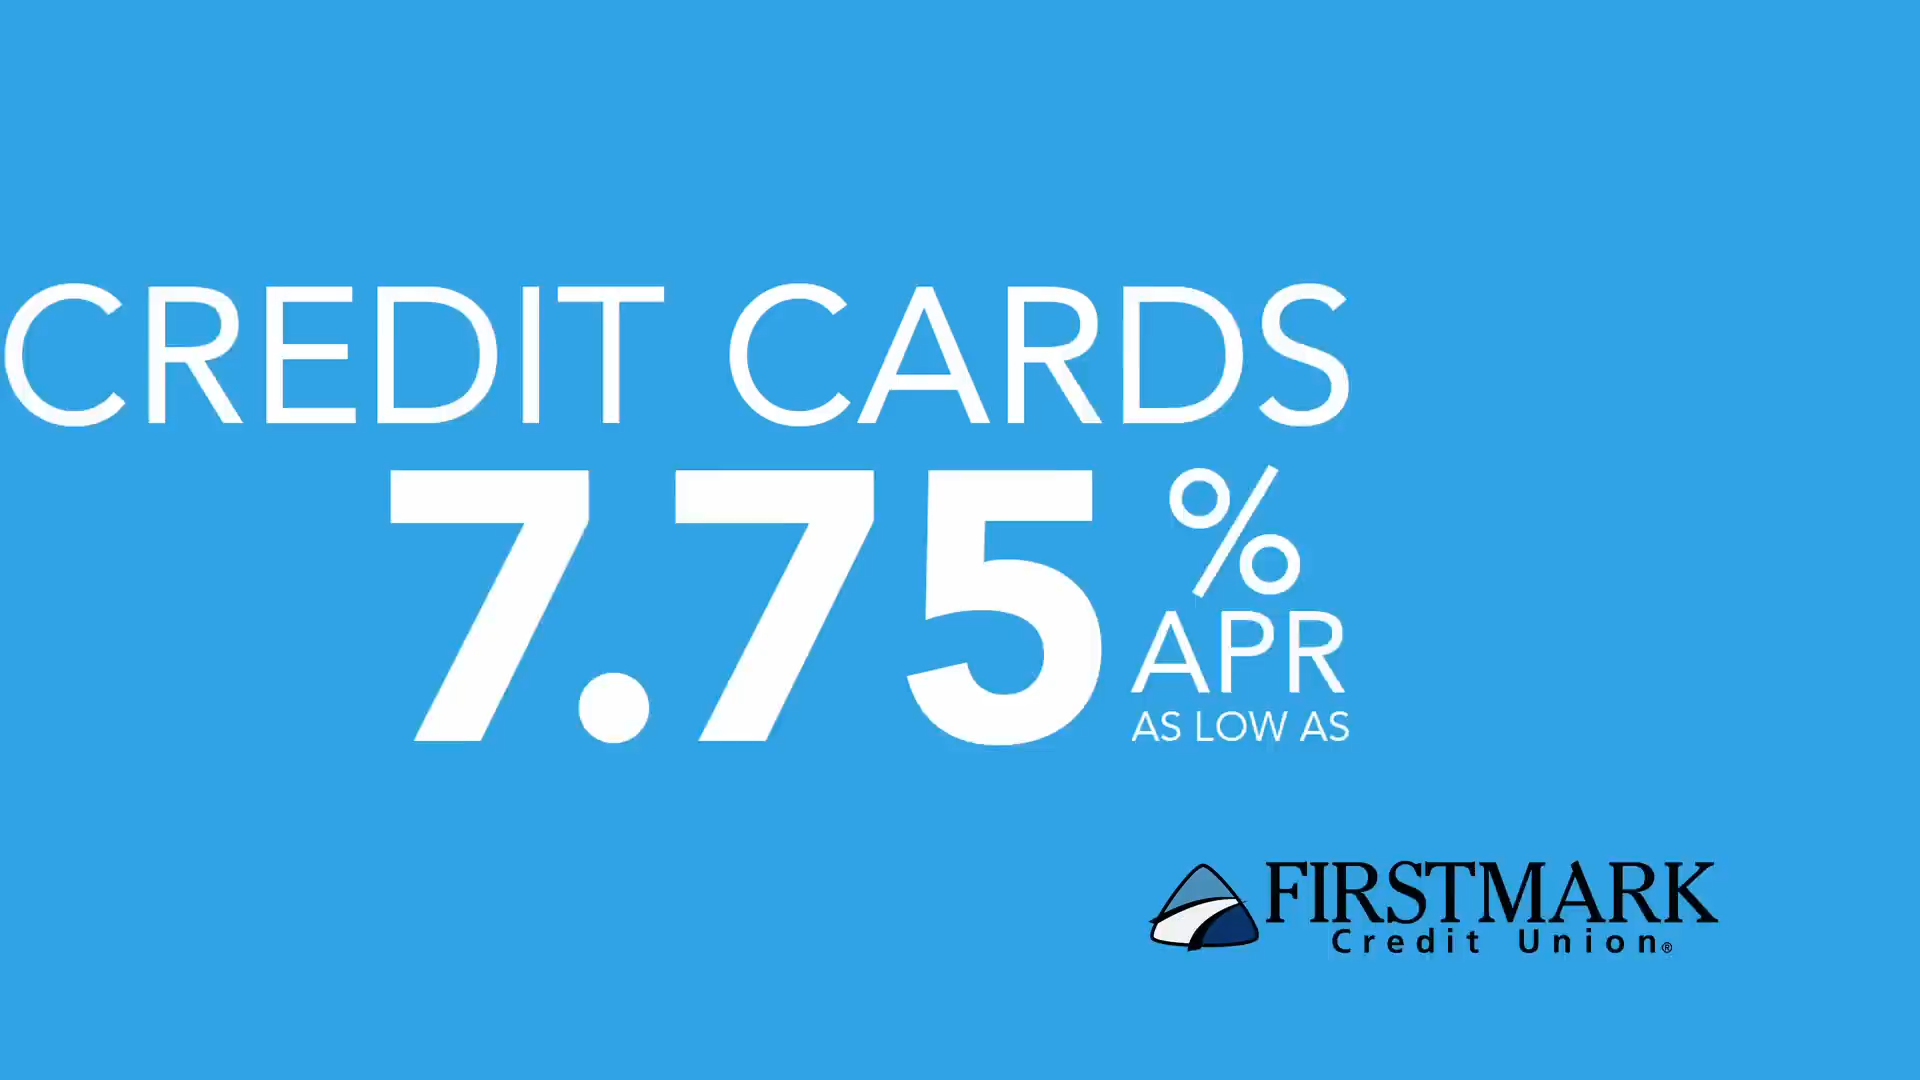 CREDIT CARDS
7.75%
APR
AS LOW AS
FIRSTMARK
Credit Union®